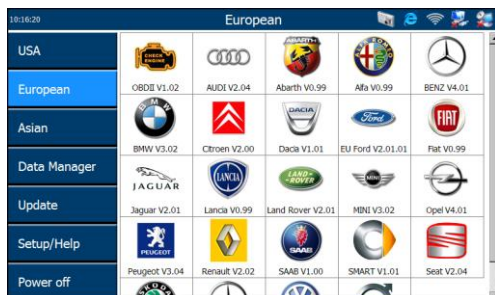 10:16:20
European
USA
European
Asian
Data Manager
Update
Setup/Help
Power off
CHECK ENGINE
ABARTH
ALFA ROMEO
OBDII V1.02
AUDI V2.04
Abarth V0.99
Alfa V0.99
BENZ V4.01
BMW
DACIA
Ford
FIAT
BMW V3.02
Citroen V2.00
Dacia V1.01
EU Ford V2.01.01
Fiat V0.99
JAGUAR
LANCIA
LAND-
ROVER
MINI
Jaguar V2.01
Lancia V0.99
Land Rover V2.01
MINI V3.02
Opel V4.01
PEUGEOT
SAAB
SEAT
Peugeot V3.04
Renault V2.02
SAAB V1.00
SMART V1.01
Seat V2.04
SKODA